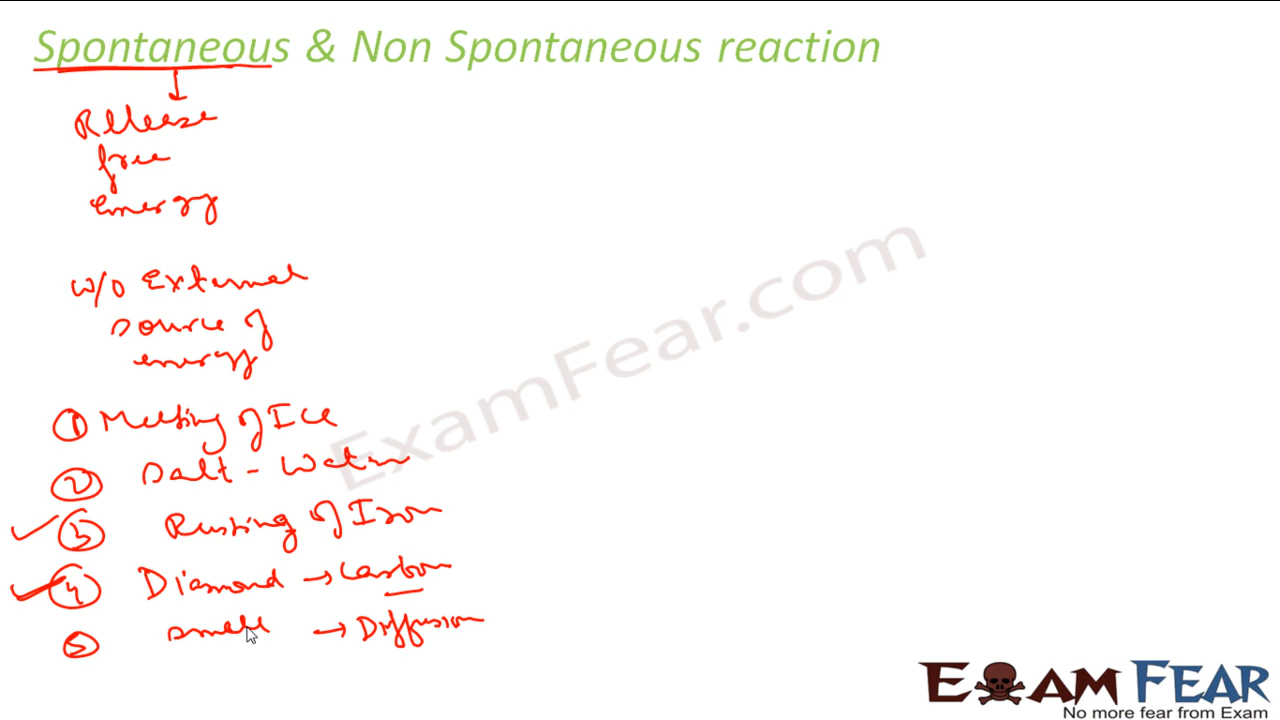 Spontaneous & Non Spontaneous reaction
Release
free
energy
w/o External
source of
energy
① Melting of Ice
② Salt - Water
③ Rusting of Iron
④ Diamond → Carbon
⑤ smell → Diffusion
ExamFear.com
EXAM FEAR
No more fear from Exam